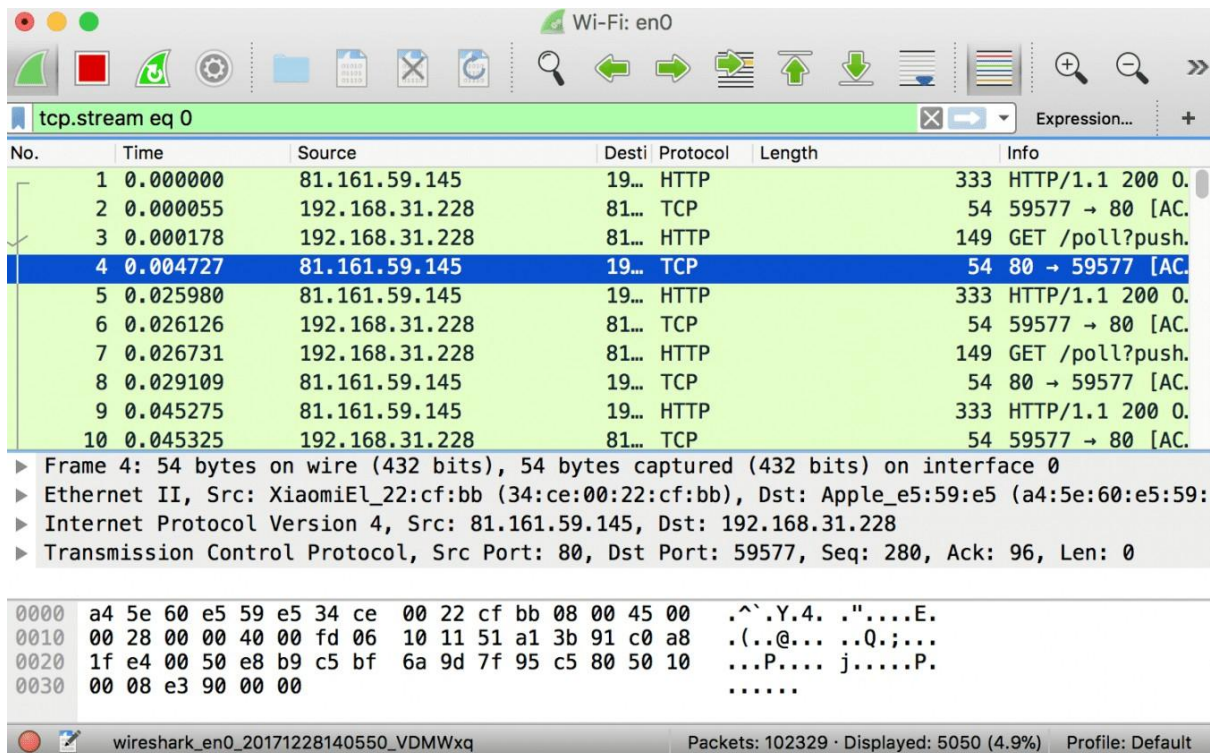 Wi-Fi: en0
tcp.stream eq 0 Expression... +
No. Time Source Desti Protocol Length Info
1 0.000000 81.161.59.145 19… HTTP 333 HTTP/1.1 200 O.
2 0.000055 192.168.31.228 81… TCP 54 59577 → 80 [AC.
3 0.000178 192.168.31.228 81… HTTP 149 GET /poll?push.
4 0.004727 81.161.59.145 19… TCP 54 80 → 59577 [AC.
5 0.025980 81.161.59.145 19… HTTP 333 HTTP/1.1 200 O.
6 0.026126 192.168.31.228 81… TCP 54 59577 → 80 [AC.
7 0.026731 192.168.31.228 81… HTTP 149 GET /poll?push.
8 0.029109 81.161.59.145 19… TCP 54 80 → 59577 [AC.
9 0.045275 81.161.59.145 19… HTTP 333 HTTP/1.1 200 O.
10 0.045325 192.168.31.228 81… TCP 54 59577 → 80 [AC.
Frame 4: 54 bytes on wire (432 bits), 54 bytes captured (432 bits) on interface 0
Ethernet II, Src: XiaomiEl_22:cf:bb (34:ce:00:22:cf:bb), Dst: Apple_e5:59:e5 (a4:5e:60:e5:59:
Internet Protocol Version 4, Src: 81.161.59.145, Dst: 192.168.31.228
Transmission Control Protocol, Src Port: 80, Dst Port: 59577, Seq: 280, Ack: 96, Len: 0
0000 a4 5e 60 e5 59 e5 34 ce 00 22 cf bb 08 00 45 00 .^`.Y.4. ."....E.
0010 00 28 00 00 40 00 fd 06 10 11 51 a1 3b 91 c0 a8 .(..@... ..Q.;...
0020 1f e4 00 50 e8 b9 c5 bf 6a 9d 7f 95 c5 80 50 10 ...P.... j.....P.
0030 00 08 e3 90 00 00 ......
wireshark_en0_20171228140550_VDMWxq Packets: 102329 · Displayed: 5050 (4.9%) Profile: Default